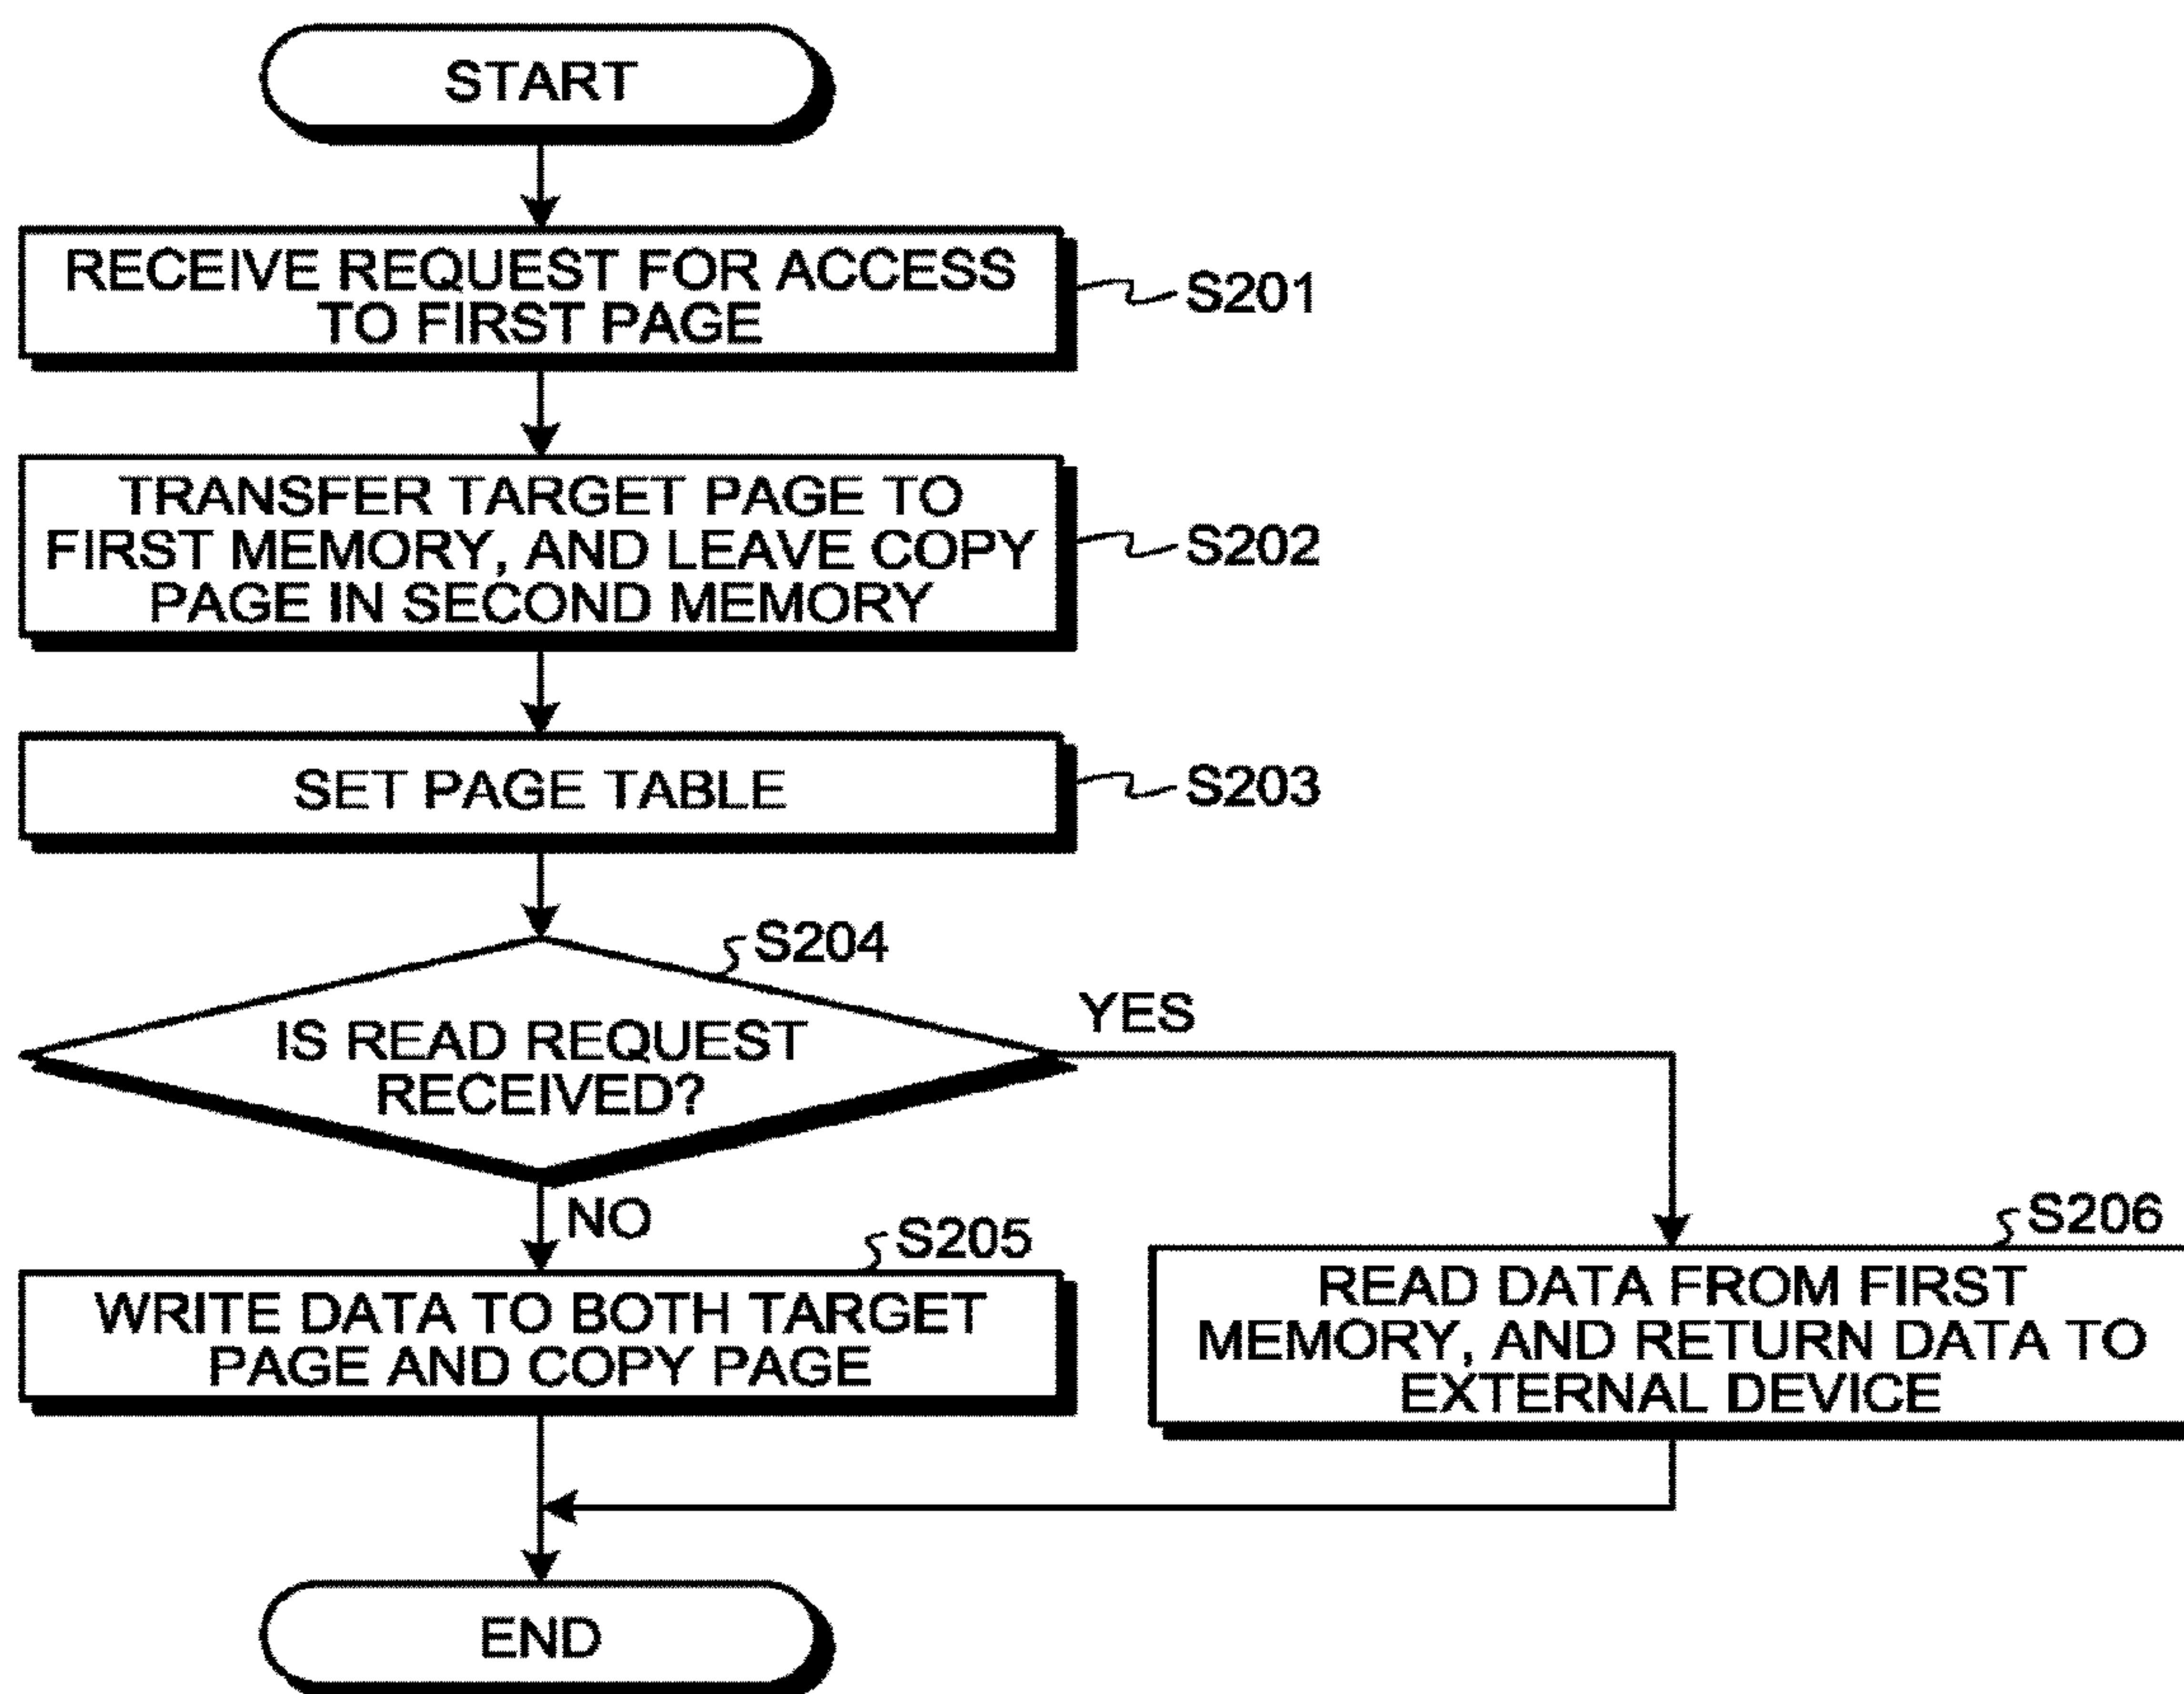 START
RECEIVE REQUEST FOR ACCESS
TO FIRST PAGE
S201
TRANSFER TARGET PAGE TO
FIRST MEMORY, AND LEAVE COPY
PAGE IN SECOND MEMORY
S202
SET PAGE TABLE
S203
S204
IS READ REQUEST
RECEIVED?
YES
NO
S205
WRITE DATA TO BOTH TARGET
PAGE AND COPY PAGE
S206
READ DATA FROM FIRST
MEMORY, AND RETURN DATA TO
EXTERNAL DEVICE
END